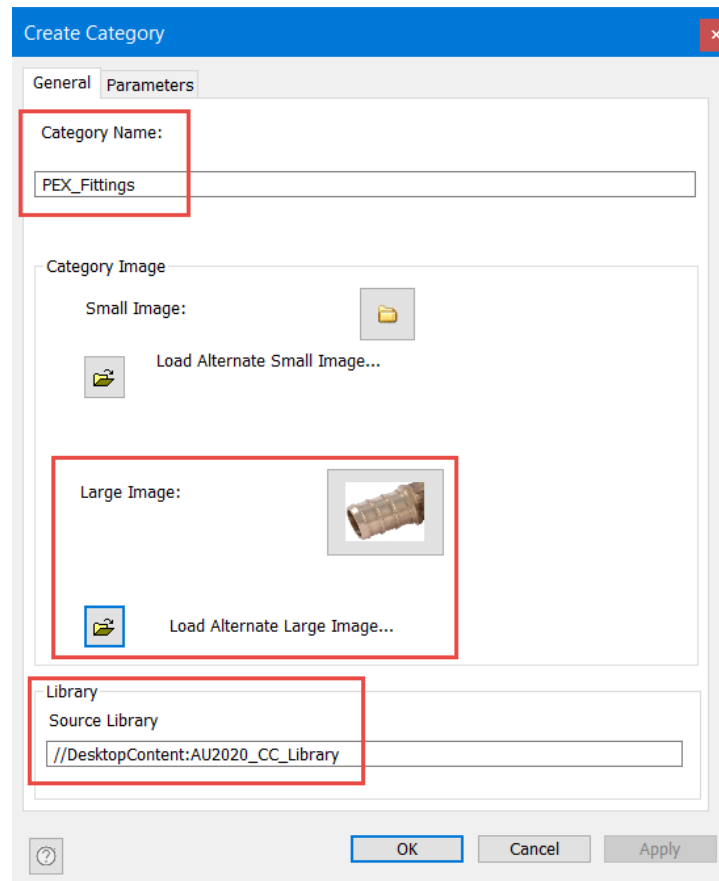 Create Category
General Parameters
Category Name:
PEX_Fittings
Category Image
Small Image:
Load Alternate Small Image...
Large Image:
Load Alternate Large Image...
Library
Source Library
//DesktopContent:AU2020_CC_Library
OK Cancel Apply